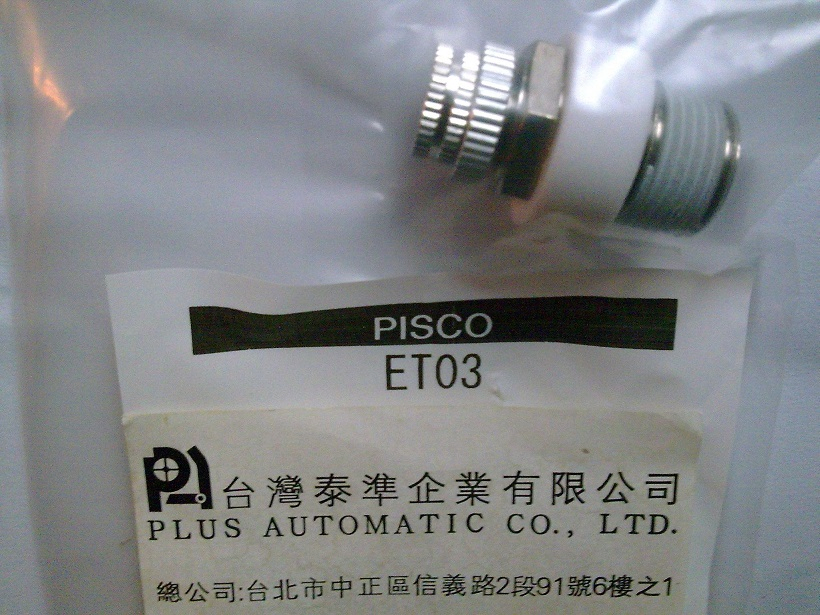 PISCO
ET03
台灣泰準企業有限公司
PLUS AUTOMATIC CO., LTD.
總公司:台北市中正區信義路2段91號6樓之1